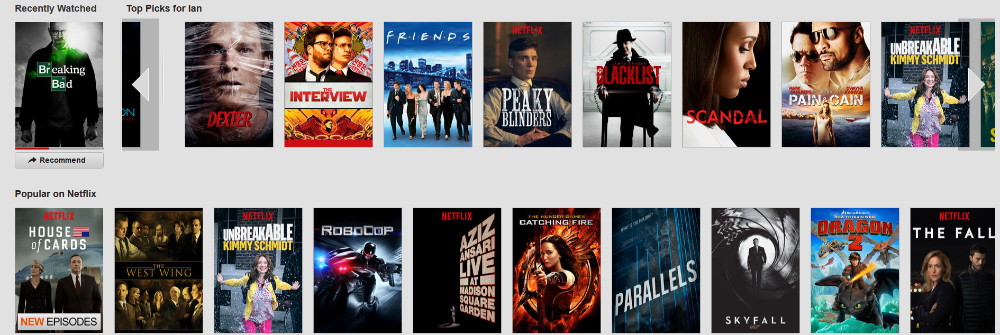 Recently Watched
Top Picks for Ian
Breaking
Bad
Recommend
DEXTER
THE
INTERVIEW
F·R·I·E·N·D·S
NETFLIX
PEAKY
BLINDERS
JAMES SPADER
BLACKLIST
SCANDAL
MARK WAHLBERG
DWAYNE JOHNSON
PAIN & GAIN
NETFLIX
UNBREAKABLE
KIMMY SCHMIDT
Popular on Netflix
NETFLIX
HOUSE
of CARDS
NEW EPISODES
THE
WEST WING
NETFLIX
UNBREAKABLE
KIMMY SCHMIDT
ROBOCOP
NETFLIX
AZIZ
ANSARI
LIVE
AT
MADISON
SQUARE
GARDEN
THE HUNGER GAMES
CATCHING FIRE
WHAT IS THE BUILDING?
PARALLELS
SKYFALL
007
DREAMWORKS
HOW TO TRAIN YOUR
DRAGON
2
NETFLIX
THE FALL